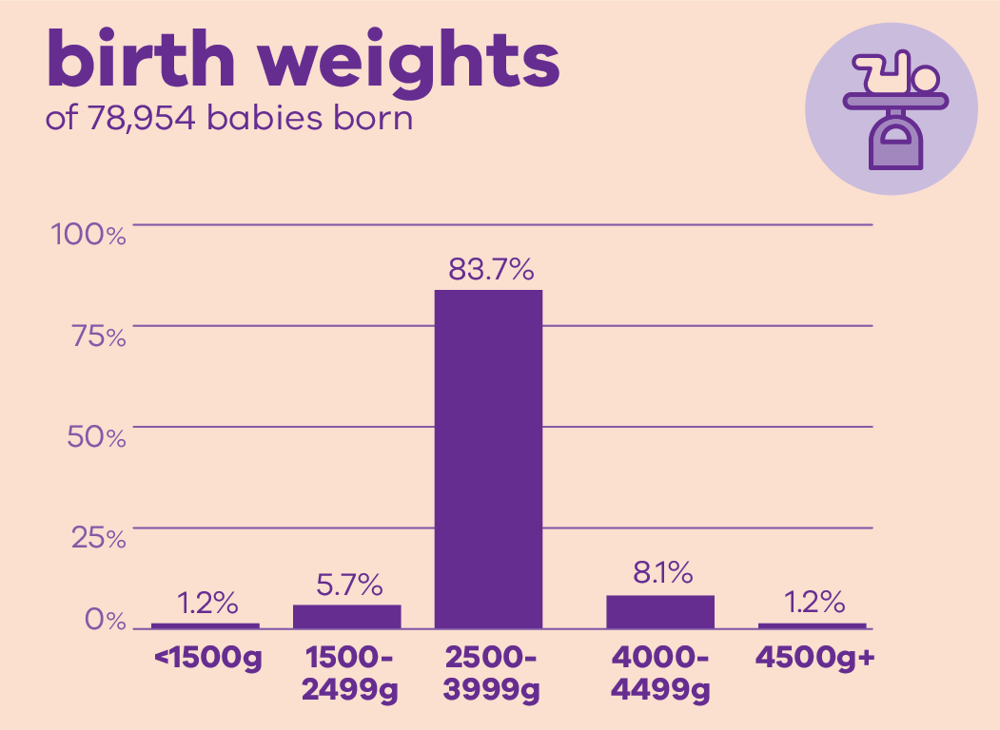 birth weights
of 78,954 babies born
100%
83.7%
75%
50%
25%
8.1%
5.7%
1.2%
1.2%
0%
<1500g
1500-
2499g
2500-
3999g
4000-
4499g
4500g+